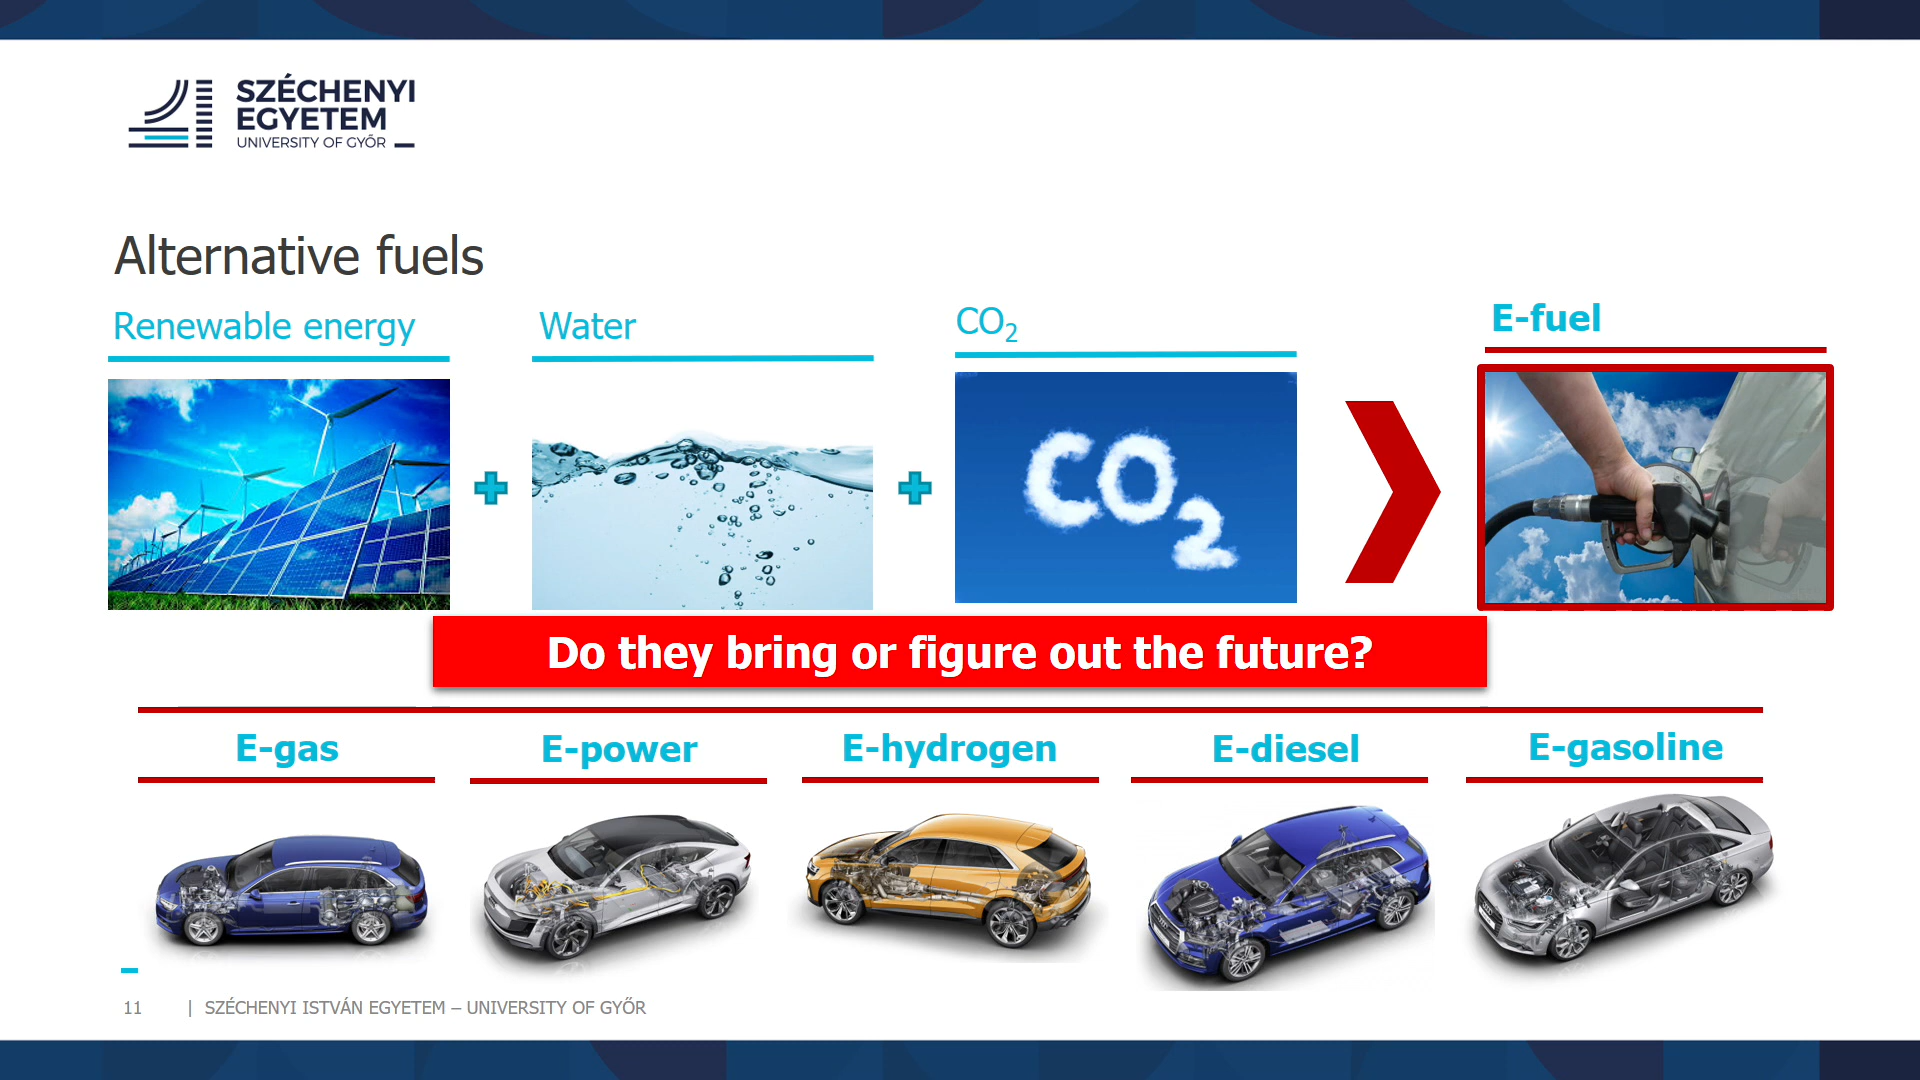 SZÉCHENYI
EGYETEM
UNIVERSITY OF GYŐR
Alternative fuels
Renewable energy
Water
CO₂
E-fuel
CO₂
Do they bring or figure out the future?
E-gas
E-power
E-hydrogen
E-diesel
E-gasoline
11 | SZÉCHENYI ISTVÁN EGYETEM – UNIVERSITY OF GYŐR